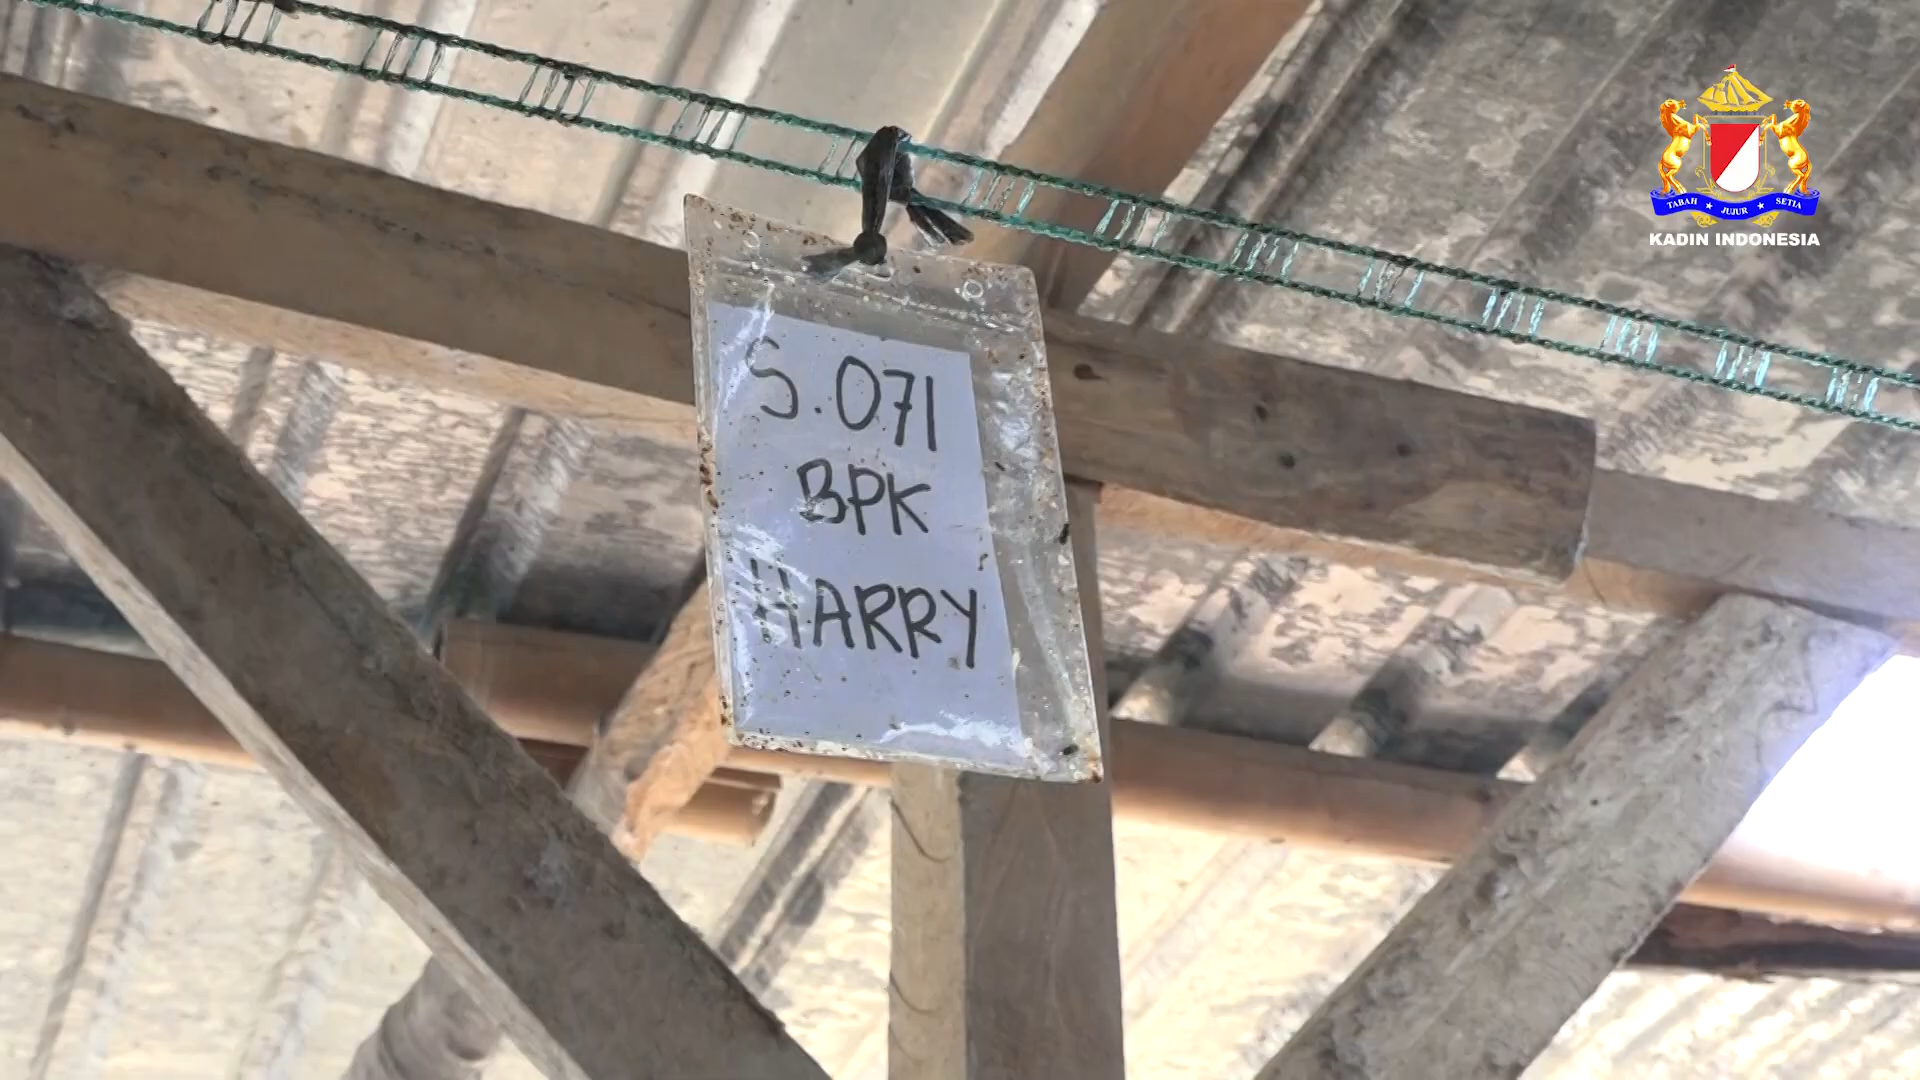 S.071
BPK
HARRY
TABAH ★ JUJUR ★ SETIA
KADIN INDONESIA